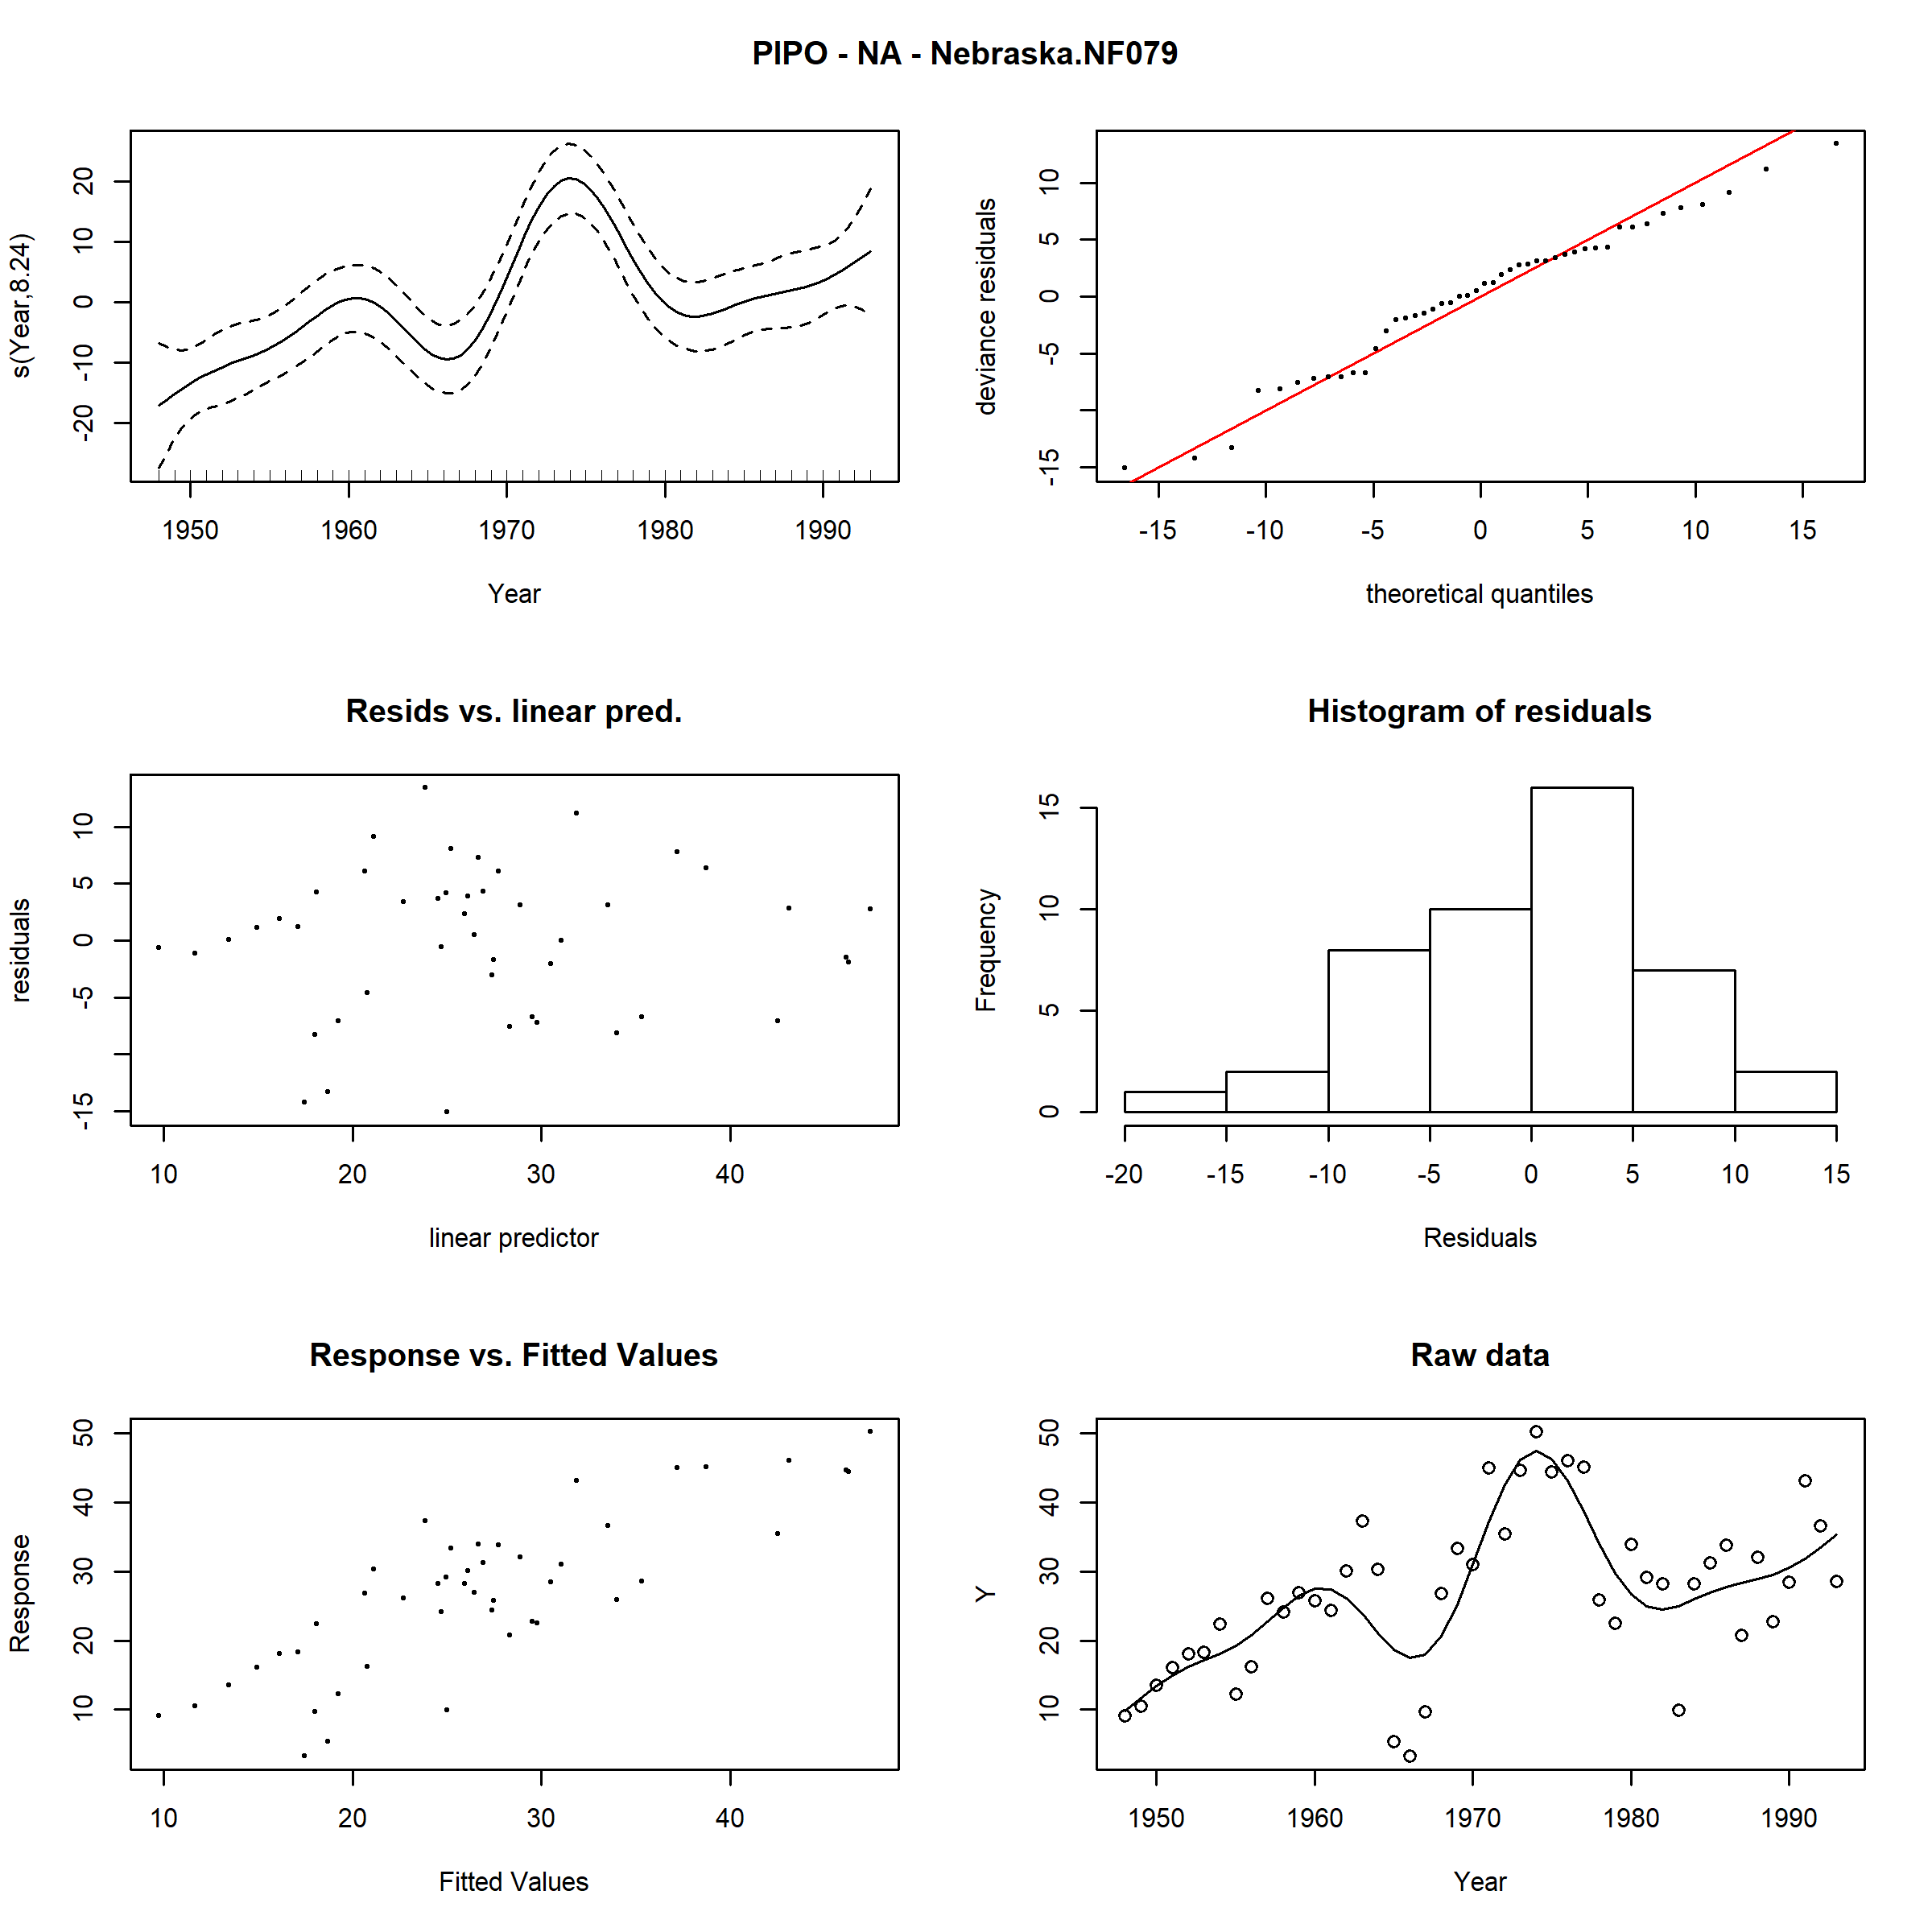 PIPO - NA - Nebraska.NF079
s(Year,8.24)
20
10
0
-10
-20
1950 1960 1970 1980 1990
Year
deviance residuals
10
5
0
-5
-15
-15 -10 -5 0 5 10 15
theoretical quantiles
Resids vs. linear pred.
residuals
10
5
0
-5
-15
10 20 30 40
linear predictor
Histogram of residuals
Frequency
15
10
5
0
-20 -15 -10 -5 0 5 10 15
Residuals
Response vs. Fitted Values
Response
50
40
30
20
10
10 20 30 40
Fitted Values
Raw data
Y
50
40
30
20
10
1950 1960 1970 1980 1990
Year